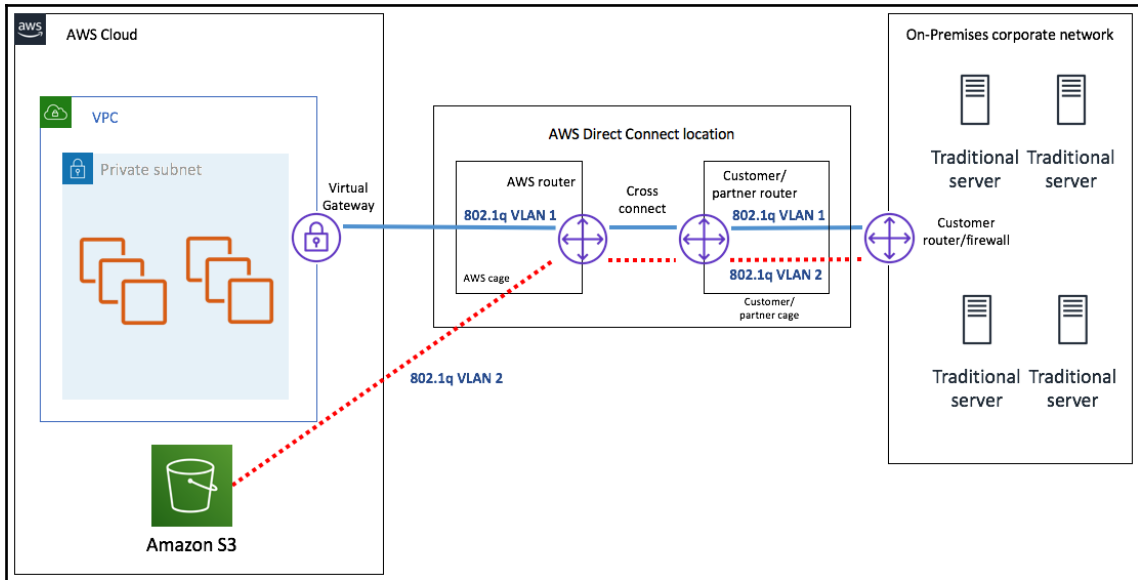 aws
AWS Cloud
On-Premises corporate network
VPC
Private subnet
Virtual
Gateway
AWS Direct Connect location
AWS router
802.1q VLAN 1
AWS cage
Cross
connect
Customer/
partner router
802.1q VLAN 1
802.1q VLAN 2
Customer/
partner cage
Customer
router/firewall
Traditional
server
Traditional
server
Traditional
server
Traditional
server
802.1q VLAN 2
Amazon S3